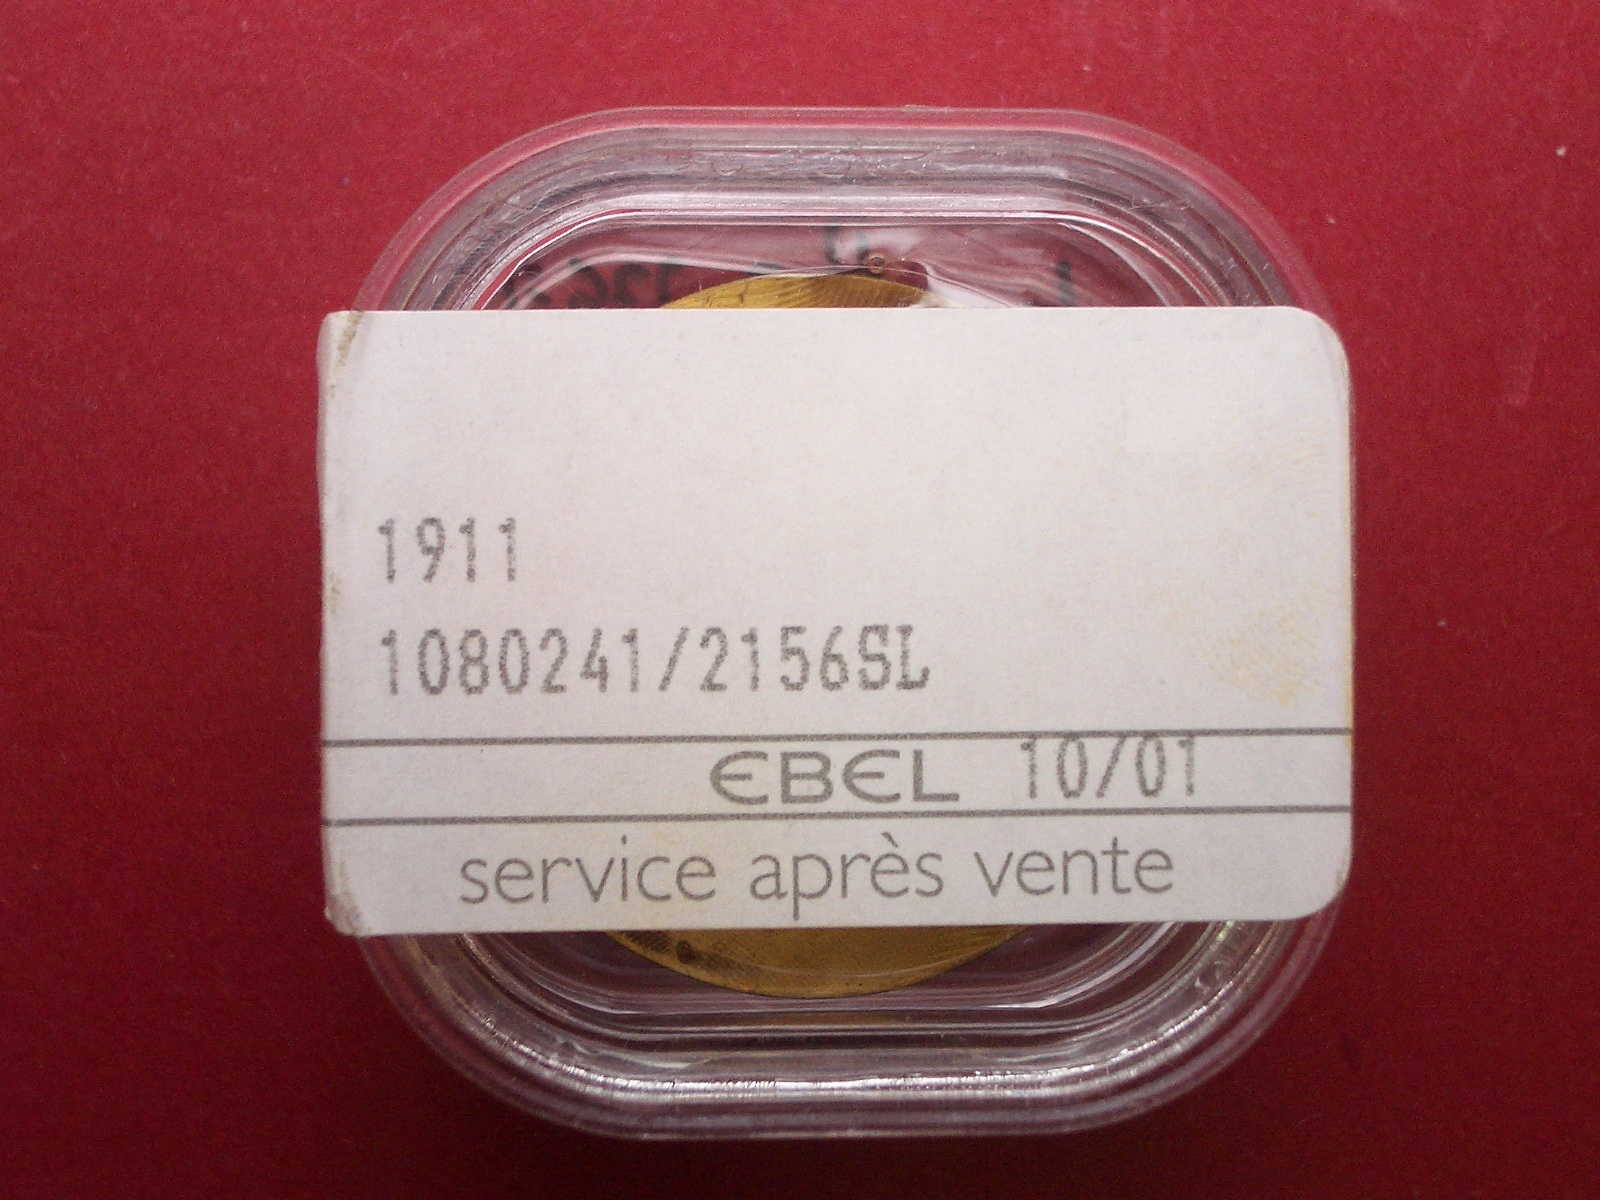 1911
1080241/2156SL
EBEL 10/01
service après vente